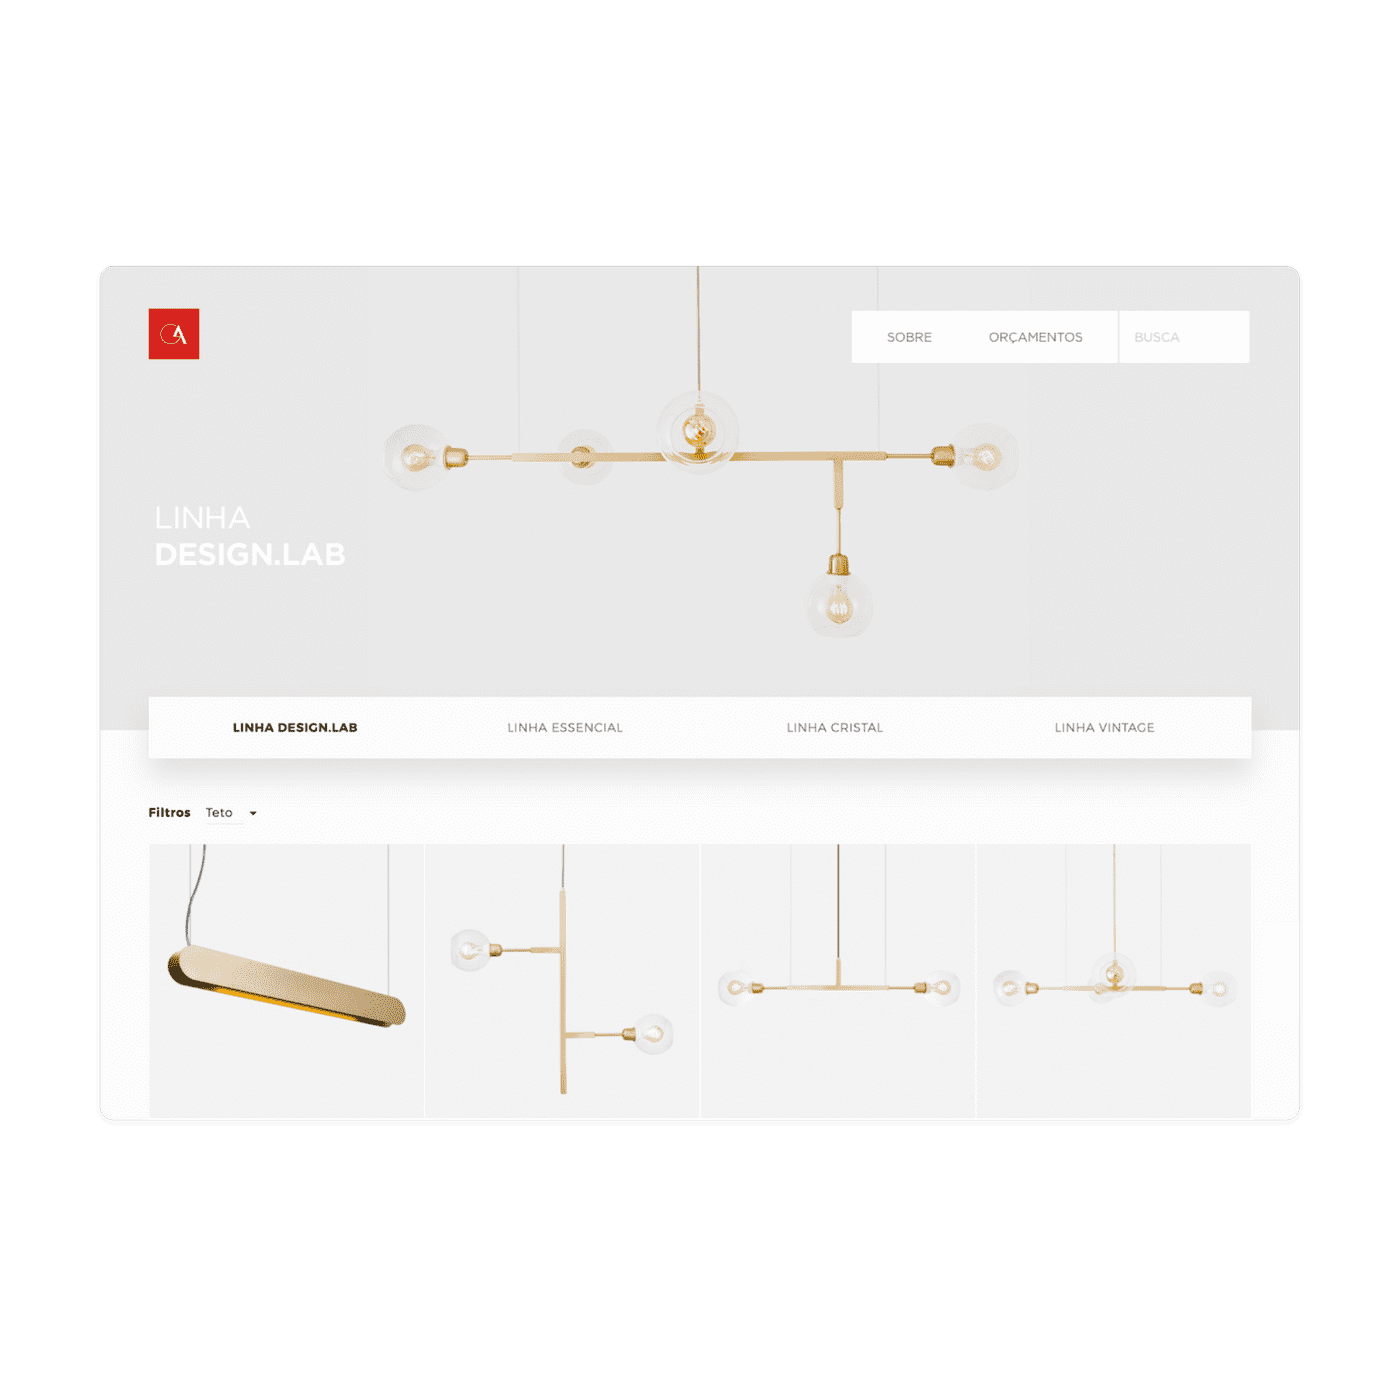 CA
SOBRE ORÇAMENTOS BUSCA
LINHA
DESIGN.LAB
LINHA DESIGN.LAB LINHA ESSENCIAL LINHA CRISTAL LINHA VINTAGE
Filtros Teto